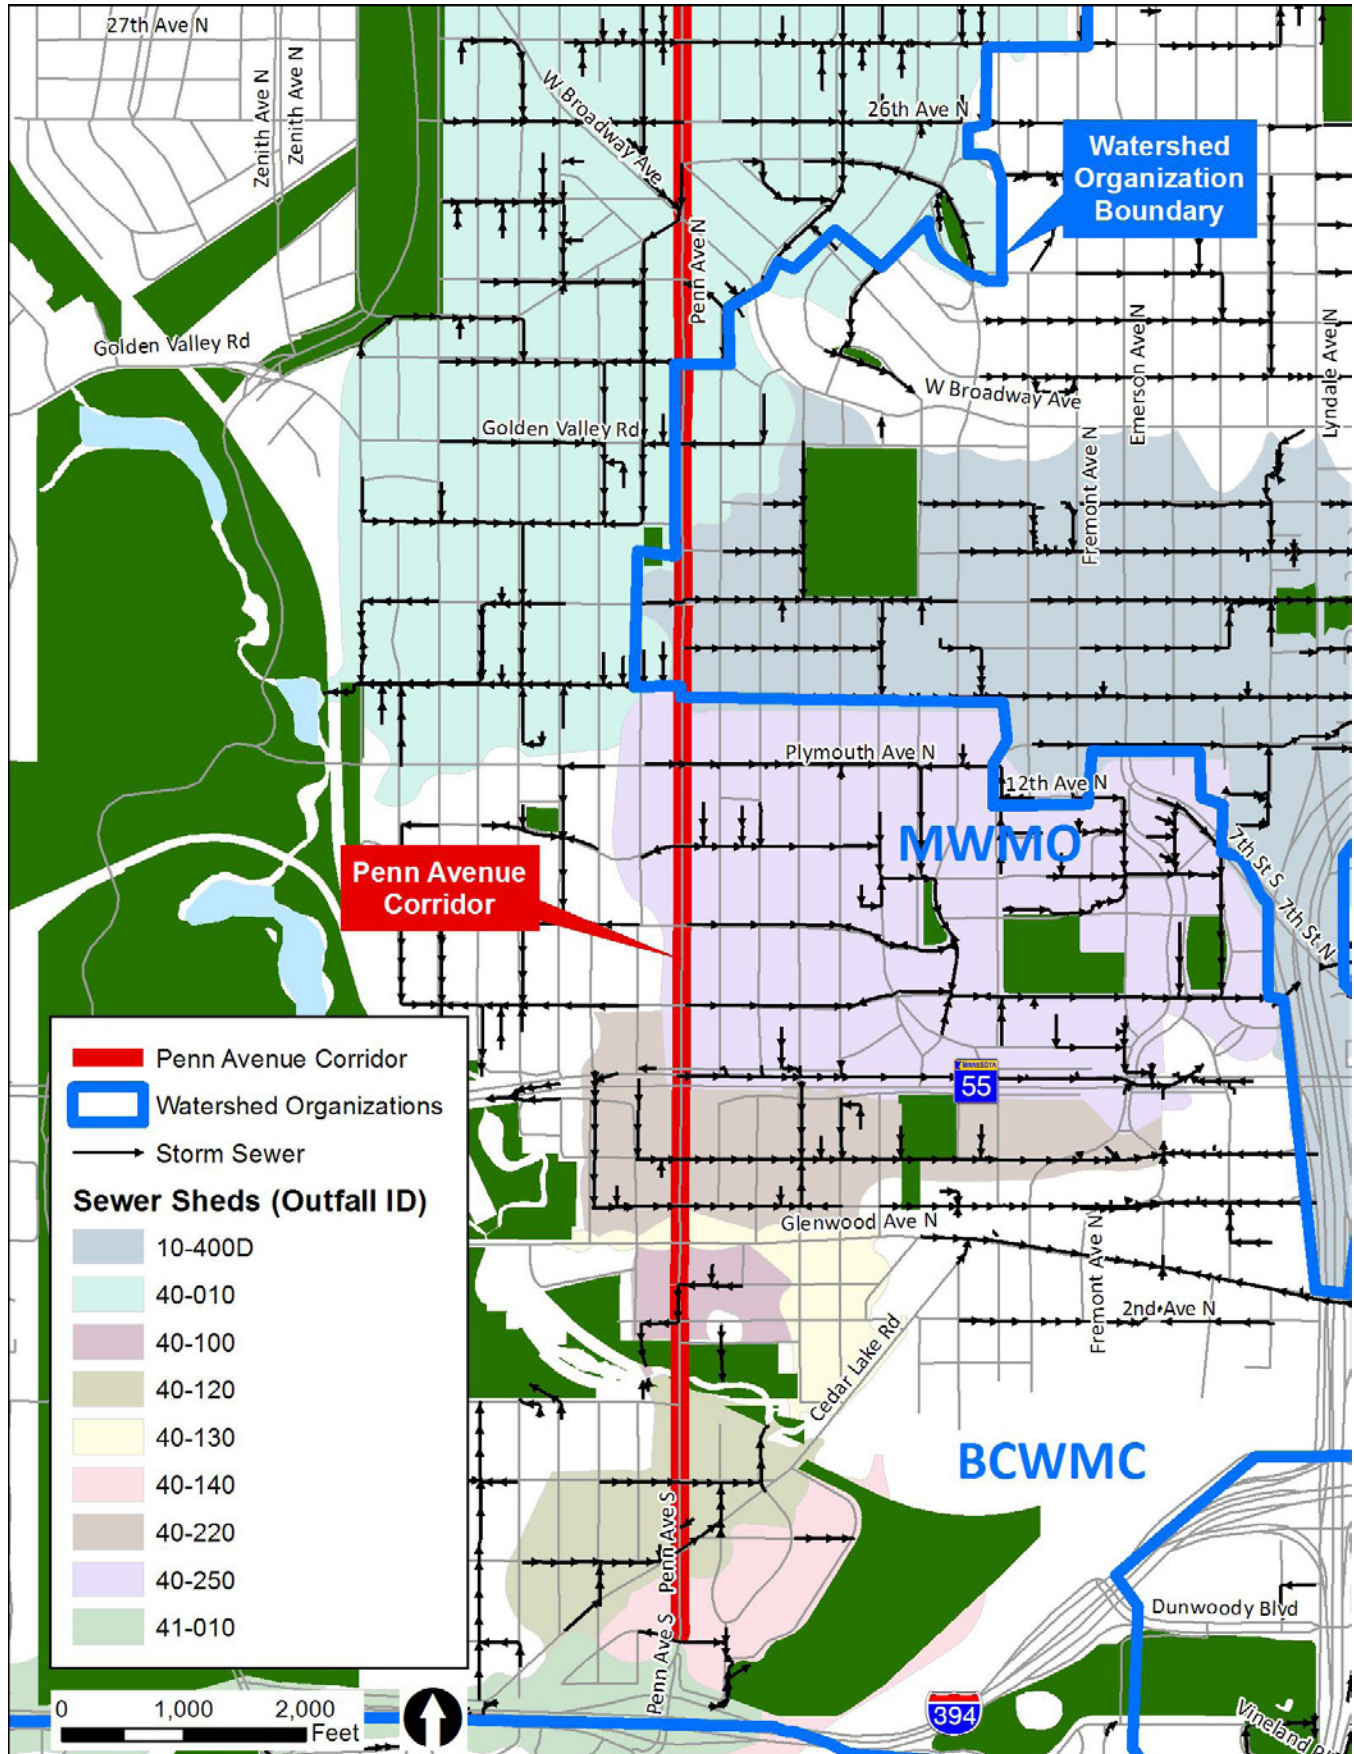 27th Ave N
Zenith Ave N
Zenith Ave N
W Broadway Ave
26th Ave N
Watershed
Organization
Boundary
Penn Ave N
Golden Valley Rd
Golden Valley Rd
W Broadway Ave
Emerson Ave N
Lyndale Ave N
Fremont Ave N
Plymouth Ave N
12th Ave N
MWMO
7th St S
7th St N
Penn Avenue
Corridor
MINNESOTA
55
Glenwood Ave N
Fremont Ave N
2nd Ave N
Cedar Lake Rd
BCWMC
Penn Ave S
Penn Ave S
Dunwoody Blvd
394
Vineland
Penn Avenue Corridor
Watershed Organizations
Storm Sewer
Sewer Sheds (Outfall ID)
10-400D
40-010
40-100
40-120
40-130
40-140
40-220
40-250
41-010
0 1,000 2,000
Feet